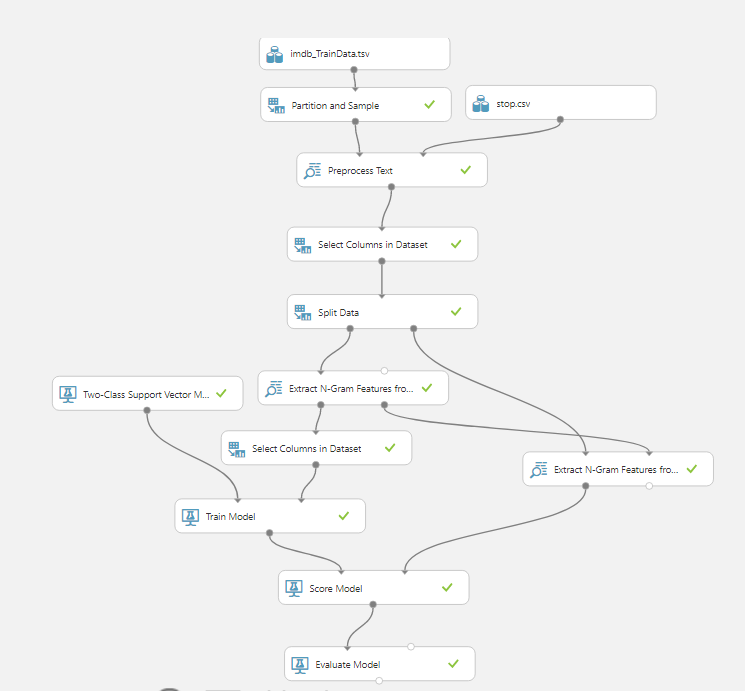 imdb_TrainData.tsv
Partition and Sample
stop.csv
Preprocess Text
Select Columns in Dataset
Split Data
Extract N-Gram Features fro...
Two-Class Support Vector M...
Select Columns in Dataset
Extract N-Gram Features fro...
Train Model
Score Model
Evaluate Model